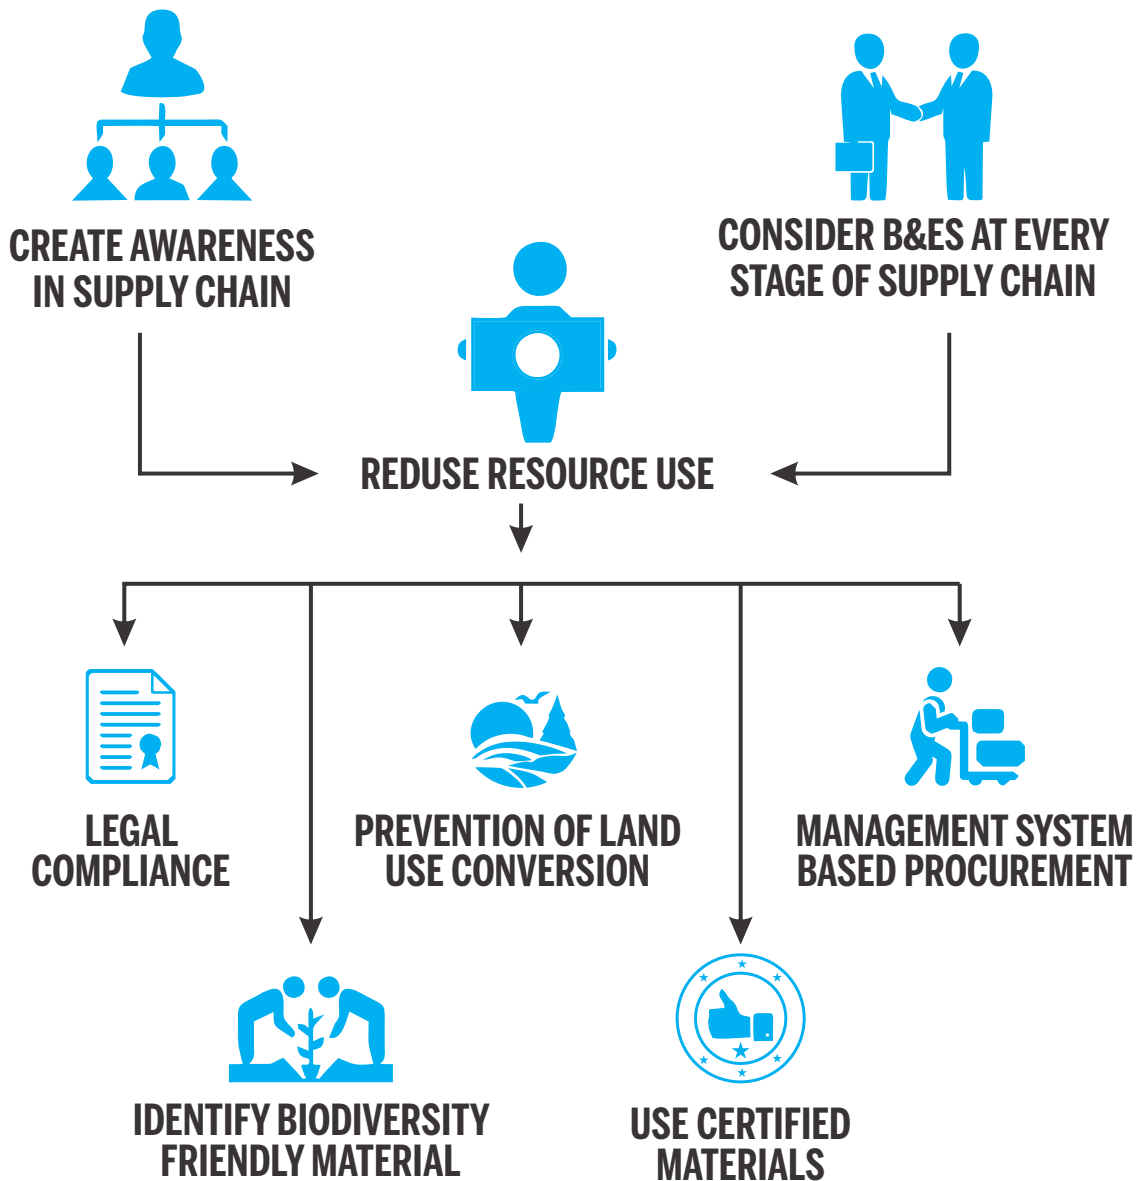 CREATE AWARENESS
IN SUPPLY CHAIN
CONSIDER B&ES AT EVERY
STAGE OF SUPPLY CHAIN
REDUSE RESOURCE USE
LEGAL
COMPLIANCE
PREVENTION OF LAND
USE CONVERSION
MANAGEMENT SYSTEM
BASED PROCUREMENT
IDENTIFY BIODIVERSITY
FRIENDLY MATERIAL
USE CERTIFIED
MATERIALS